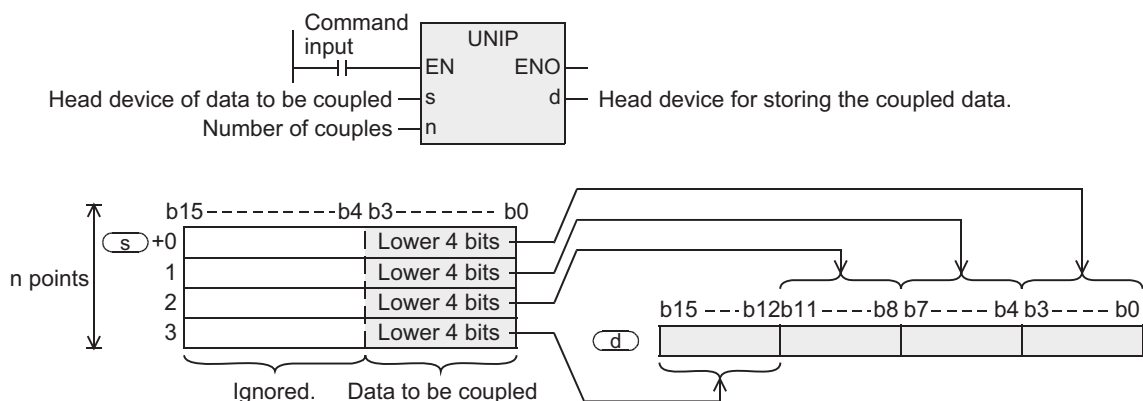 Command
input
UNIP
EN ENO
Head device of data to be coupled s d Head device for storing the coupled data.
Number of couples n
b15 b4 b3 b0
s +0 Lower 4 bits
n points
1 Lower 4 bits
2 Lower 4 bits
3 Lower 4 bits
b15 b12 b11 b8 b7 b4 b3 b0
d
Ignored. Data to be coupled